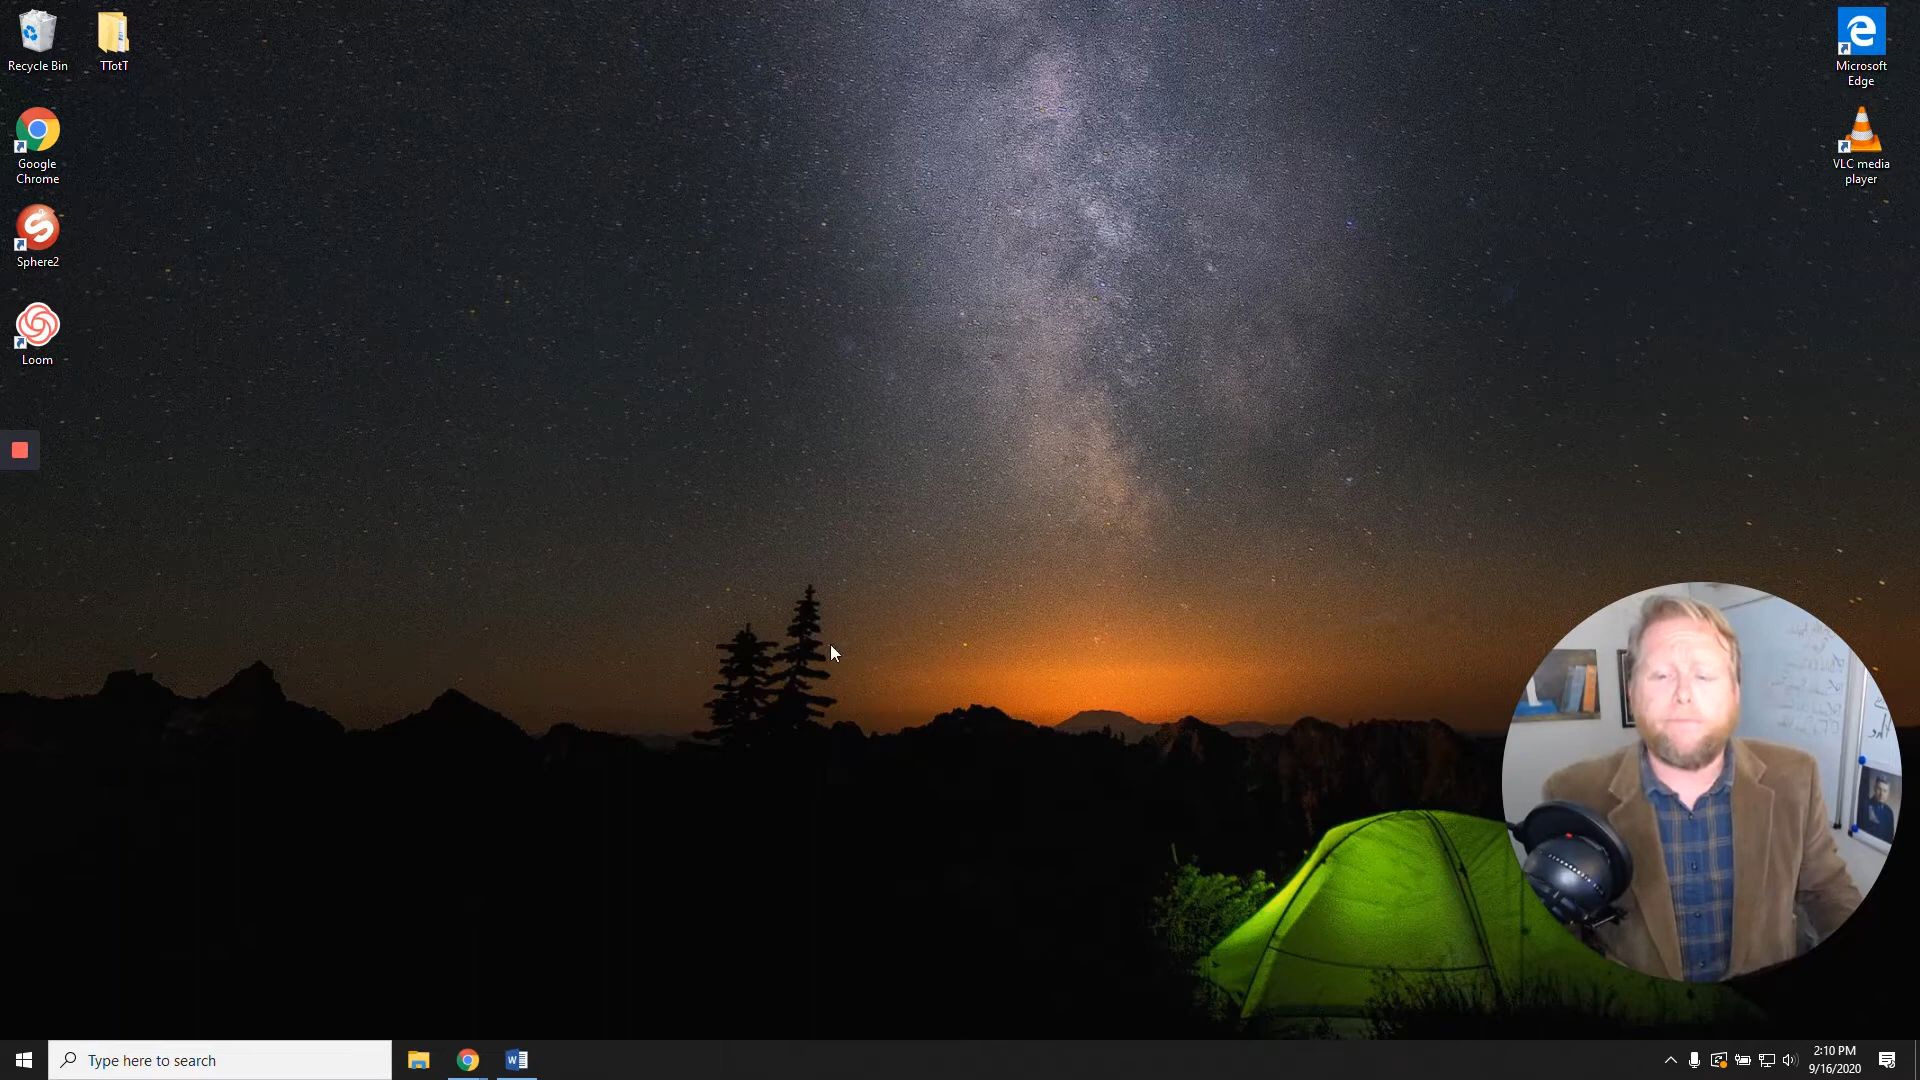 Recycle Bin
TTotT
Google
Chrome
Sphere2
Loom
Microsoft
Edge
VLC media
player
Type here to search
2:10 PM
9/16/2020